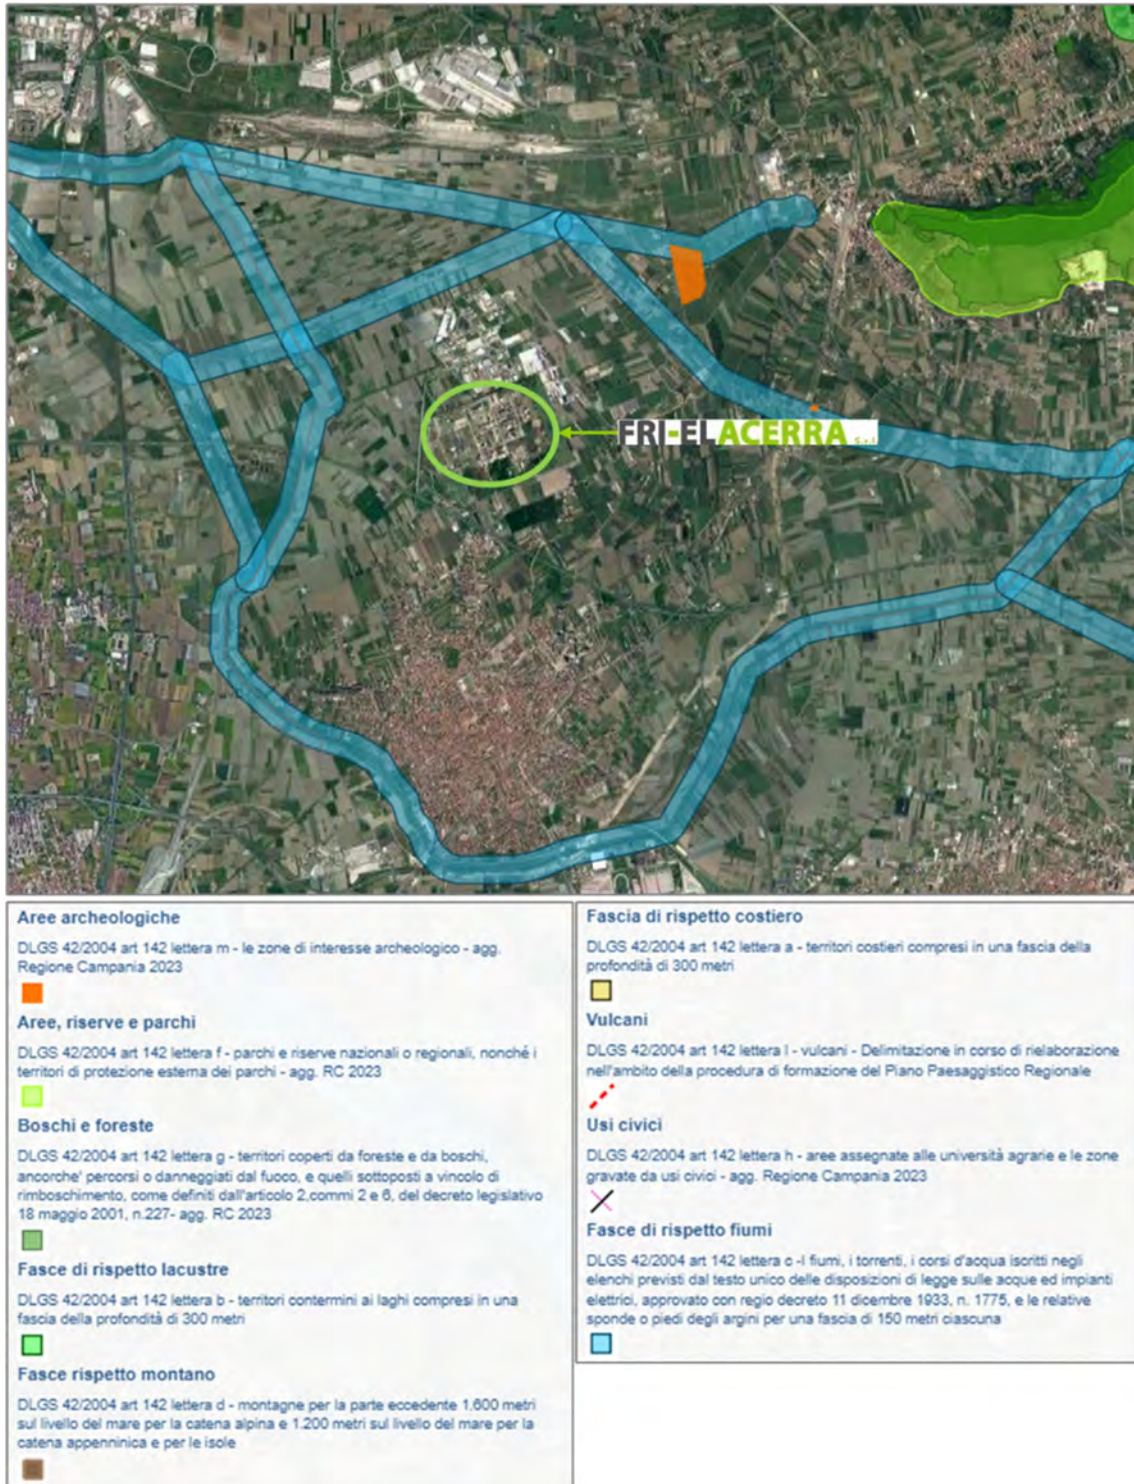 FRI-ELACERRA S.r.l.
Aree archeologiche
DLGS 42/2004 art 142 lettera m - le zone di interesse archeologico - agg.
Regione Campania 2023
Aree, riserve e parchi
DLGS 42/2004 art 142 lettera f - parchi e riserve nazionali o regionali, nonché i
territori di protezione esterna dei parchi - agg. RC 2023
Boschi e foreste
DLGS 42/2004 art 142 lettera g - territori coperti da foreste e da boschi,
ancorche' percorsi o danneggiati dal fuoco, e quelli sottoposti a vincolo di
rimboschimento, come definiti dall'articolo 2,commi 2 e 6, del decreto legislativo
18 maggio 2001, n.227- agg. RC 2023
Fasce di rispetto lacustre
DLGS 42/2004 art 142 lettera b - territori contermini ai laghi compresi in una
fascia della profondità di 300 metri
Fasce rispetto montano
DLGS 42/2004 art 142 lettera d - montagne per la parte eccedente 1.600 metri
sul livello del mare per la catena alpina e 1.200 metri sul livello del mare per la
catena appenninica e per le isole
Fascia di rispetto costiero
DLGS 42/2004 art 142 lettera a - territori costieri compresi in una fascia della
profondità di 300 metri
Vulcani
DLGS 42/2004 art 142 lettera l - vulcani - Delimitazione in corso di rielaborazione
nell'ambito della procedura di formazione del Piano Paesaggistico Regionale
Usi civici
DLGS 42/2004 art 142 lettera h - aree assegnate alle università agrarie e le zone
gravate da usi civici - agg. Regione Campania 2023
Fasce di rispetto fiumi
DLGS 42/2004 art 142 lettera c -I fiumi, i torrenti, i corsi d'acqua iscritti negli
elenchi previsti dal testo unico delle disposizioni di legge sulle acque ed impianti
elettrici, approvato con regio decreto 11 dicembre 1933, n. 1775, e le relative
sponde o piedi degli argini per una fascia di 150 metri ciascuna